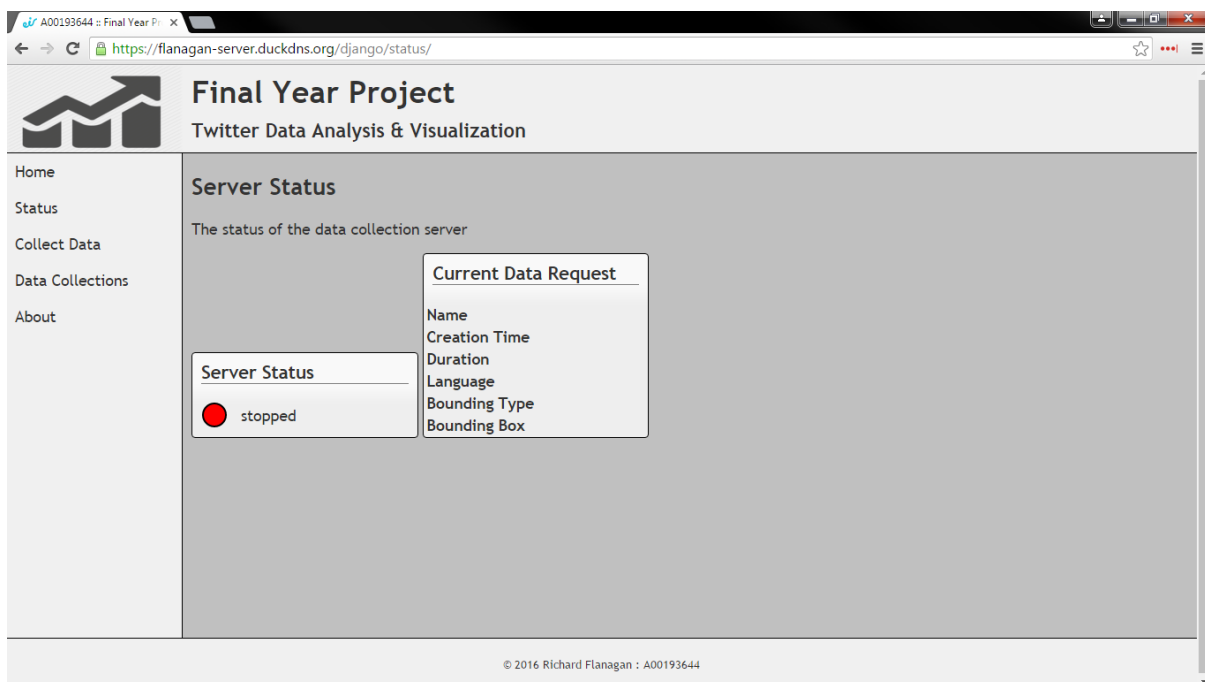 A00193644 :: Final Year Pr
https://flanagan-server.duckdns.org/django/status/
Final Year Project
Twitter Data Analysis & Visualization
Home
Status
Collect Data
Data Collections
About
Server Status
The status of the data collection server
Server Status
stopped
Current Data Request
Name
Creation Time
Duration
Language
Bounding Type
Bounding Box
© 2016 Richard Flanagan : A00193644